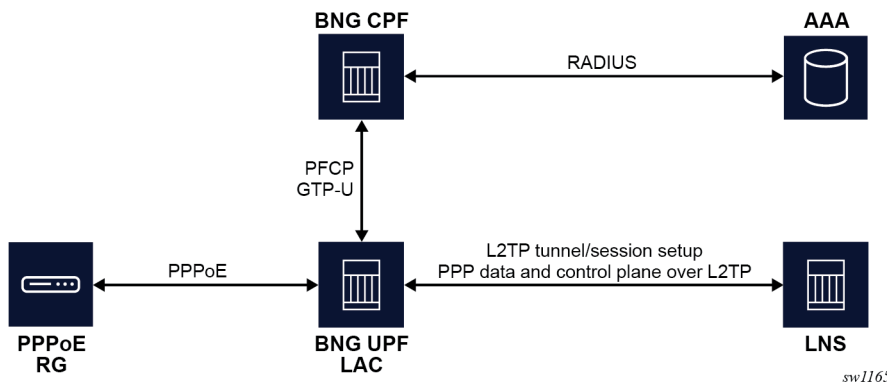 BNG CPF
AAA
RADIUS
PFCP
GTP-U
L2TP tunnel/session setup
PPPoE
PPP data and control plane over L2TP
PPPoE
RG
BNG UPF
LAC
LNS
sw1165